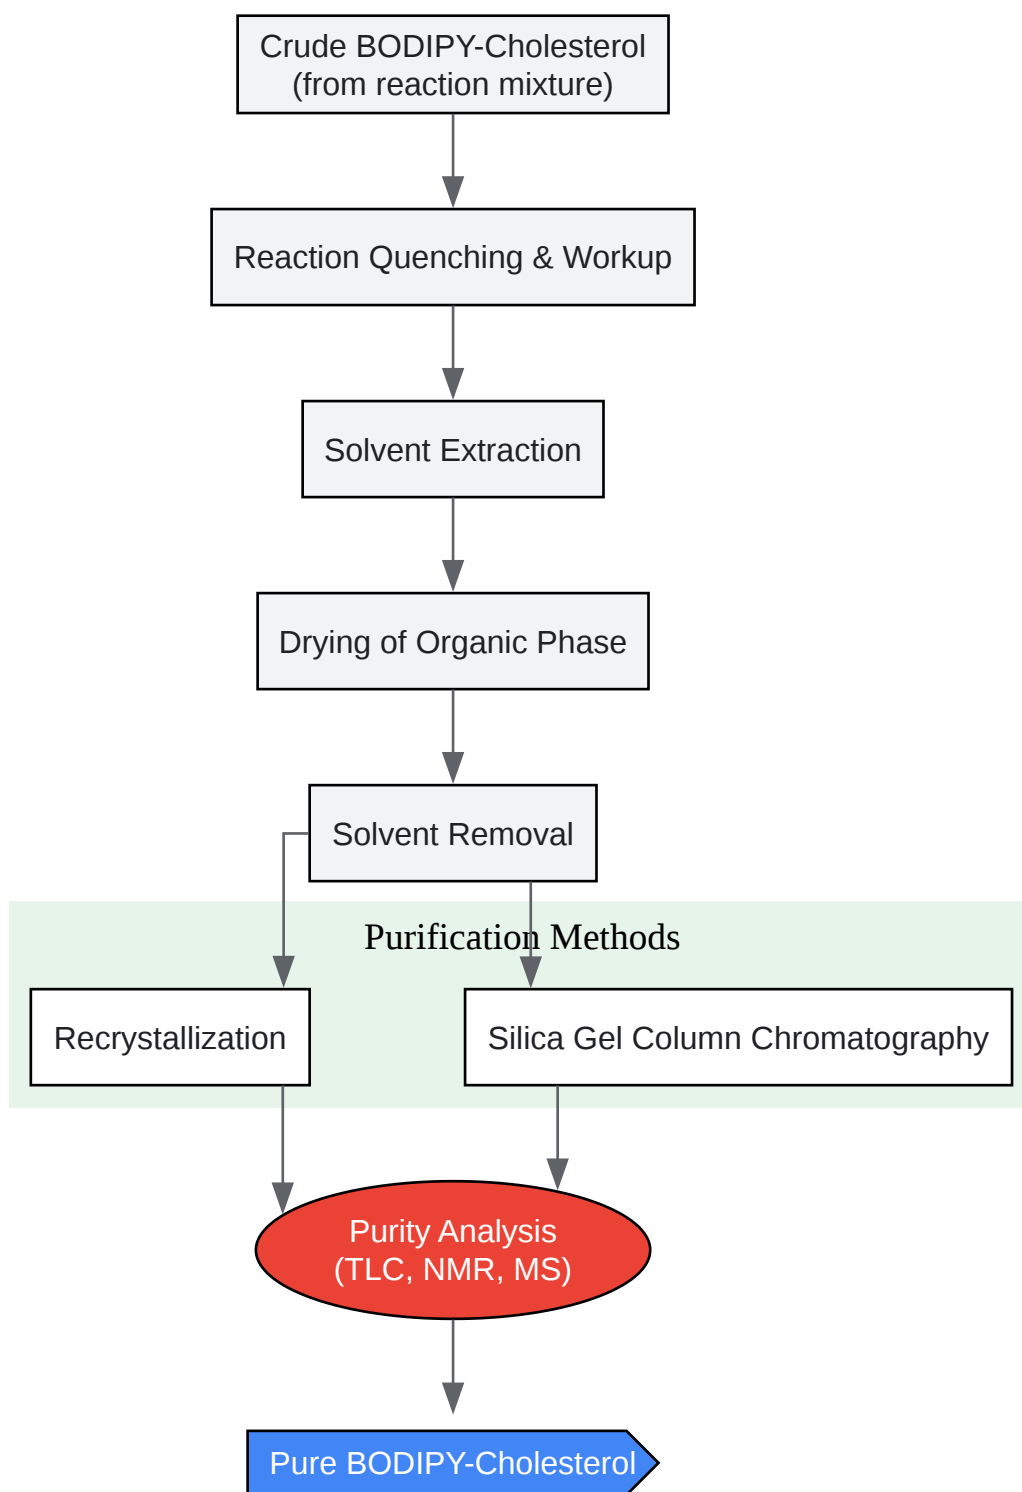 Crude BODIPY-Cholesterol
(from reaction mixture)
Reaction Quenching & Workup
Solvent Extraction
Drying of Organic Phase
Solvent Removal
Purification Methods
Recrystallization
Silica Gel Column Chromatography
Purity Analysis
(TLC, NMR, MS)
Pure BODIPY-Cholesterol